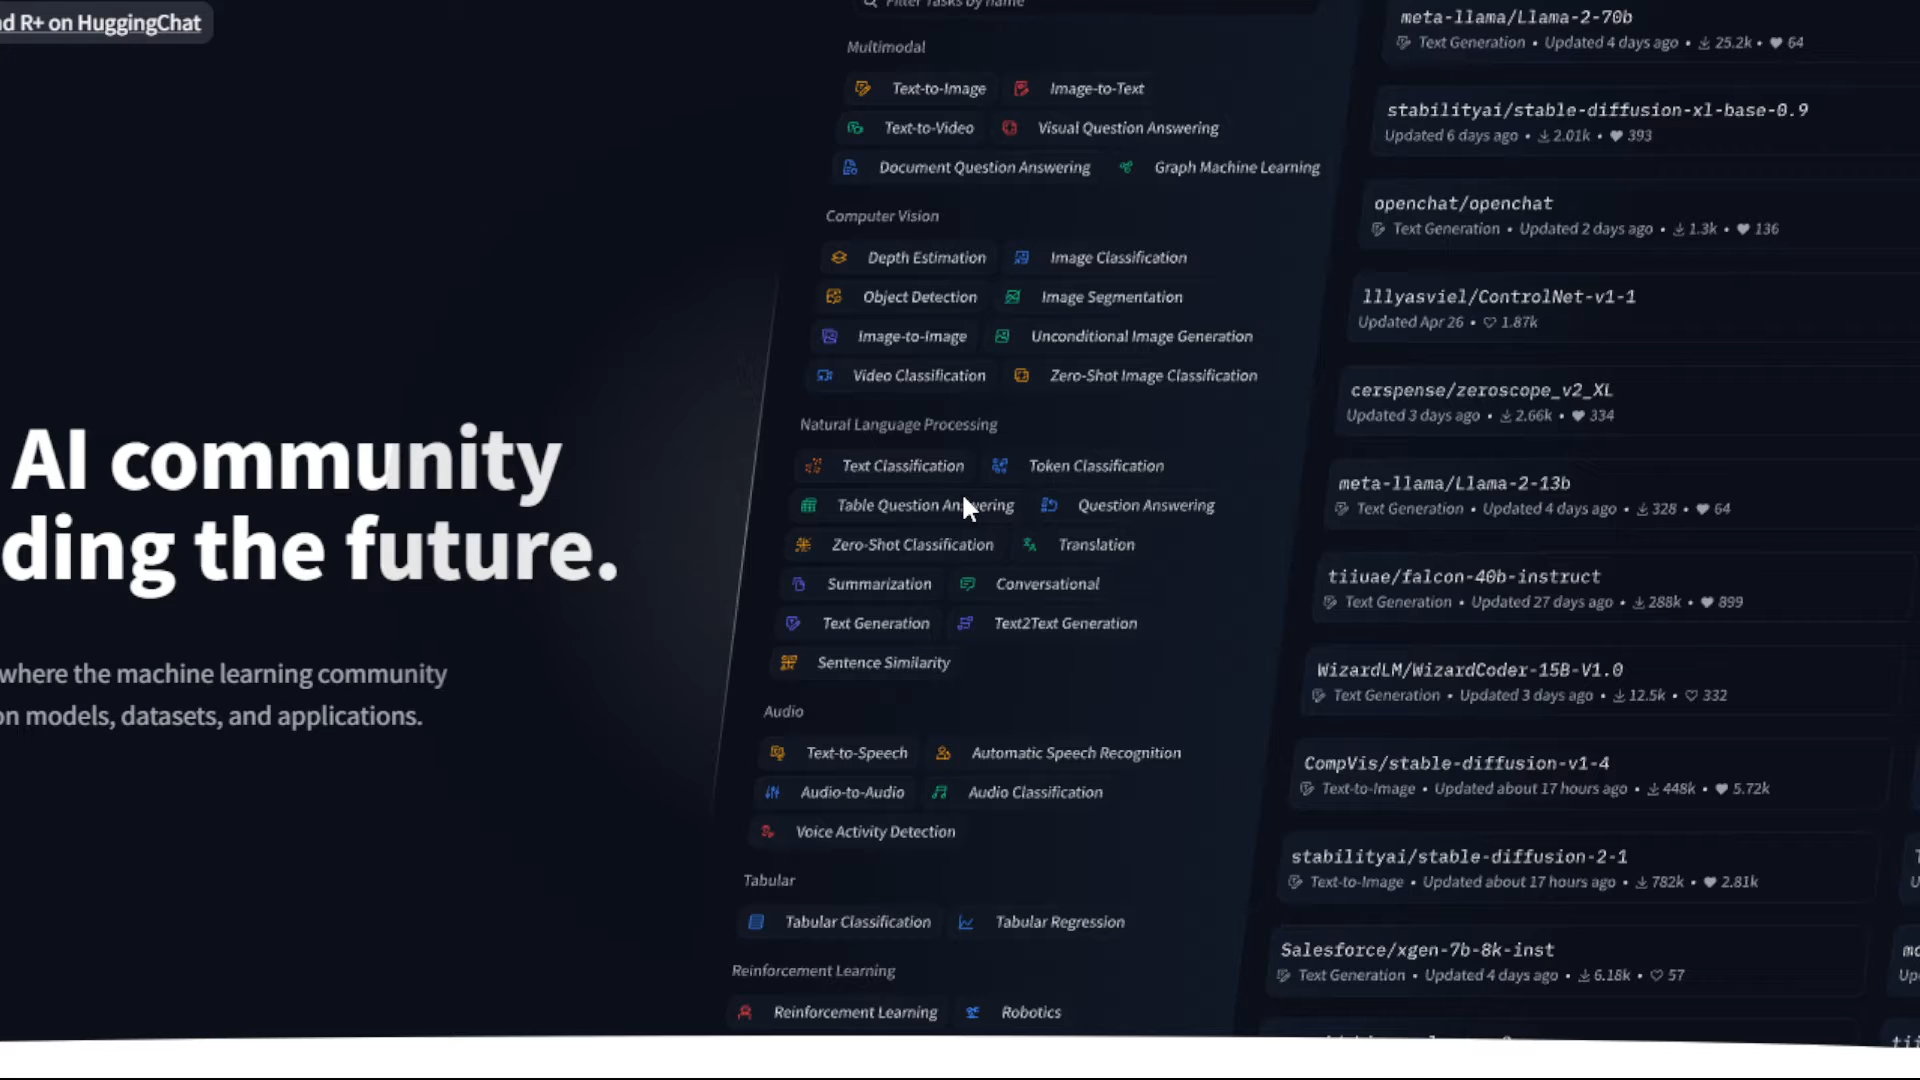 nd R+ on HuggingChat
AI community
ding the future.
where the machine learning community
on models, datasets, and applications.
Filter Tasks by name
Multimodal
Text-to-Image Image-to-Text
Text-to-Video Visual Question Answering
Document Question Answering Graph Machine Learning
Computer Vision
Depth Estimation Image Classification
Object Detection Image Segmentation
Image-to-Image Unconditional Image Generation
Video Classification Zero-Shot Image Classification
Natural Language Processing
Text Classification Token Classification
Table Question Answering Question Answering
Zero-Shot Classification Translation
Summarization Conversational
Text Generation Text2Text Generation
Sentence Similarity
Audio
Text-to-Speech Automatic Speech Recognition
Audio-to-Audio Audio Classification
Voice Activity Detection
Tabular
Tabular Classification Tabular Regression
Reinforcement Learning
Reinforcement Learning Robotics
meta-llama/Llama-2-70b
Text Generation • Updated 4 days ago • 25.2k • 64
stabilityai/stable-diffusion-xl-base-0.9
Updated 6 days ago • 2.01k • 393
openchat/openchat
Text Generation • Updated 2 days ago • 1.3k • 136
lllyasviel/ControlNet-v1-1
Updated Apr 26 • 1.87k
cerspense/zeroscope_v2_XL
Updated 3 days ago • 2.66k • 334
meta-llama/Llama-2-13b
Text Generation • Updated 4 days ago • 328 • 64
tiiuae/falcon-40b-instruct
Text Generation • Updated 27 days ago • 288k • 899
WizardLM/WizardCoder-15B-V1.0
Text Generation • Updated 3 days ago • 12.5k • 332
CompVis/stable-diffusion-v1-4
Text-to-Image • Updated about 17 hours ago • 448k • 5.72k
stabilityai/stable-diffusion-2-1
Text-to-Image • Updated about 17 hours ago • 782k • 2.81k
Salesforce/xgen-7b-8k-inst
Text Generation • Updated 4 days ago • 6.18k • 57